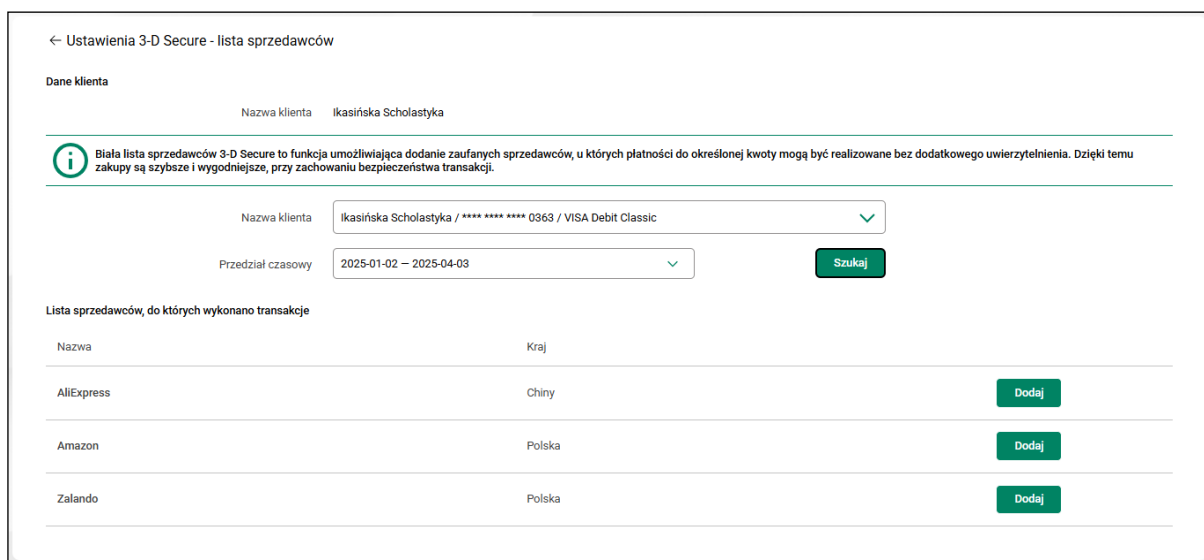 ← Ustawienia 3-D Secure - lista sprzedawców
Dane klienta
Nazwa klienta Ikasińska Scholastyka
Biała lista sprzedawców 3-D Secure to funkcja umożliwiająca dodanie zaufanych sprzedawców, u których płatności do określonej kwoty mogą być realizowane bez dodatkowego uwierzytelnienia. Dzięki temu
zakupy są szybsze i wygodniejsze, przy zachowaniu bezpieczeństwa transakcji.
Nazwa klienta Ikasińska Scholastyka / **** **** **** 0363 / VISA Debit Classic
Przedział czasowy 2025-01-02 — 2025-04-03 Szukaj
Lista sprzedawców, do których wykonano transakcje
Nazwa Kraj
AliExpress Chiny Dodaj
Amazon Polska Dodaj
Zalando Polska Dodaj